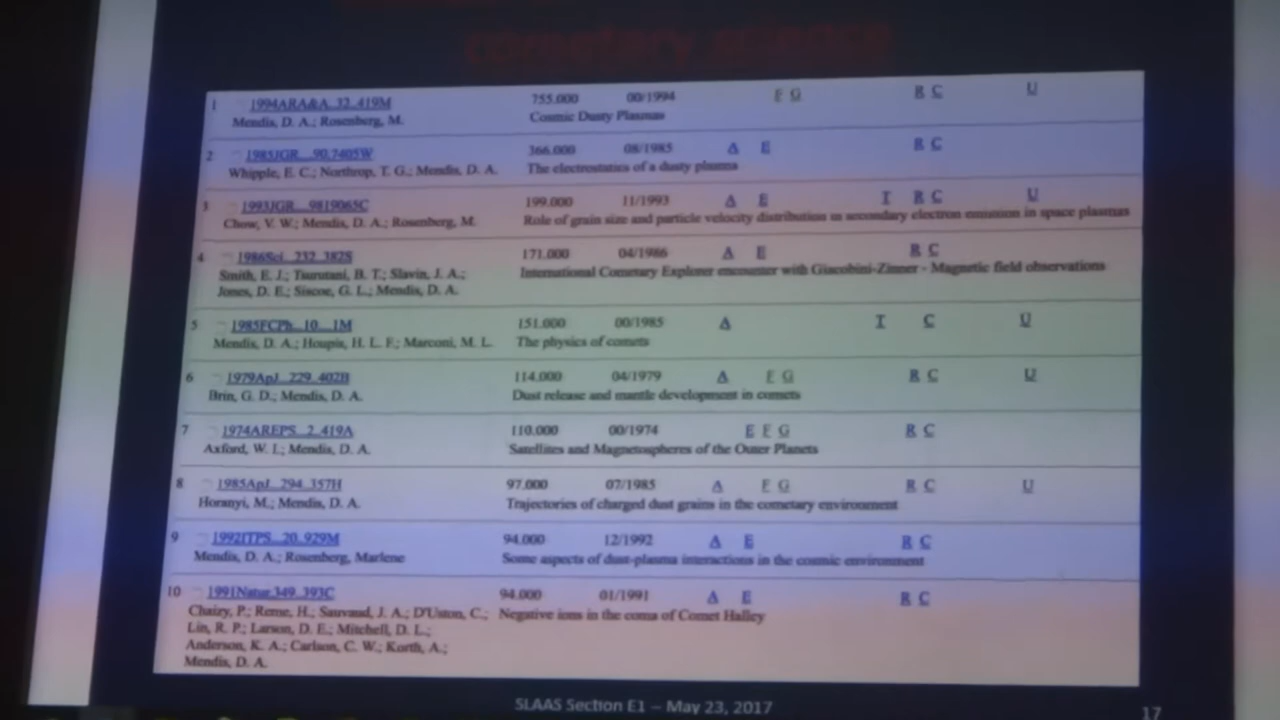 cometary science
1 1994ARA&A..32..419M 755.000 00/1994 F G R C U
Mendis, D. A.; Rosenberg, M. Cosmic Dusty Plasmas
2 1985JGR....90.7405W 366.000 08/1985 A E R C
Whipple, E. C.; Northrop, T. G.; Mendis, D. A. The electrostatics of a dusty plasma
3 1993JGR....9819065C 199.000 11/1993 A E T R C U
Chow, V. W.; Mendis, D. A.; Rosenberg, M. Role of grain size and particle velocity distribution in secondary electron emission in space plasmas
4 1986Sci...232..382S 171.000 04/1986 A E R C
Smith, E. J.; Tsurutani, B. T.; Slavin, J. A.; International Cometary Explorer encounter with Giacobini-Zinner - Magnetic field observations
Jones, D. E.; Siscoe, G. L.; Mendis, D. A.
5 1985FCPh...10....1M 151.000 00/1985 A T C U
Mendis, D. A.; Houpis, H. L. F.; Marconi, M. L. The physics of comets
6 1979ApJ...229..402B 114.000 04/1979 A F G R C U
Brin, G. D.; Mendis, D. A. Dust release and mantle development in comets
7 1974AREPS...2..419A 110.000 00/1974 E F G R C
Axford, W. I.; Mendis, D. A. Satellites and Magnetospheres of the Outer Planets
8 1985ApJ...294..357H 97.000 07/1985 A F G R C U
Horanyi, M.; Mendis, D. A. Trajectories of charged dust grains in the cometary environment
9 1992ITPS...20..929M 94.000 12/1992 A E R C
Mendis, D. A.; Rosenberg, Marlene Some aspects of dust-plasma interactions in the cosmic environment
10 1991Natur.349..393C 94.000 01/1991 A E R C
Chaizy, P.; Reme, H.; Sauvaud, J. A.; D'Uston, C.; Negative ions in the coma of Comet Halley
Lin, R. P.; Larson, D. E.; Mitchell, D. L.;
Anderson, K. A.; Carlson, C. W.; Korth, A.;
Mendis, D. A.
SLAAS Section E1 – May 23, 2017
17